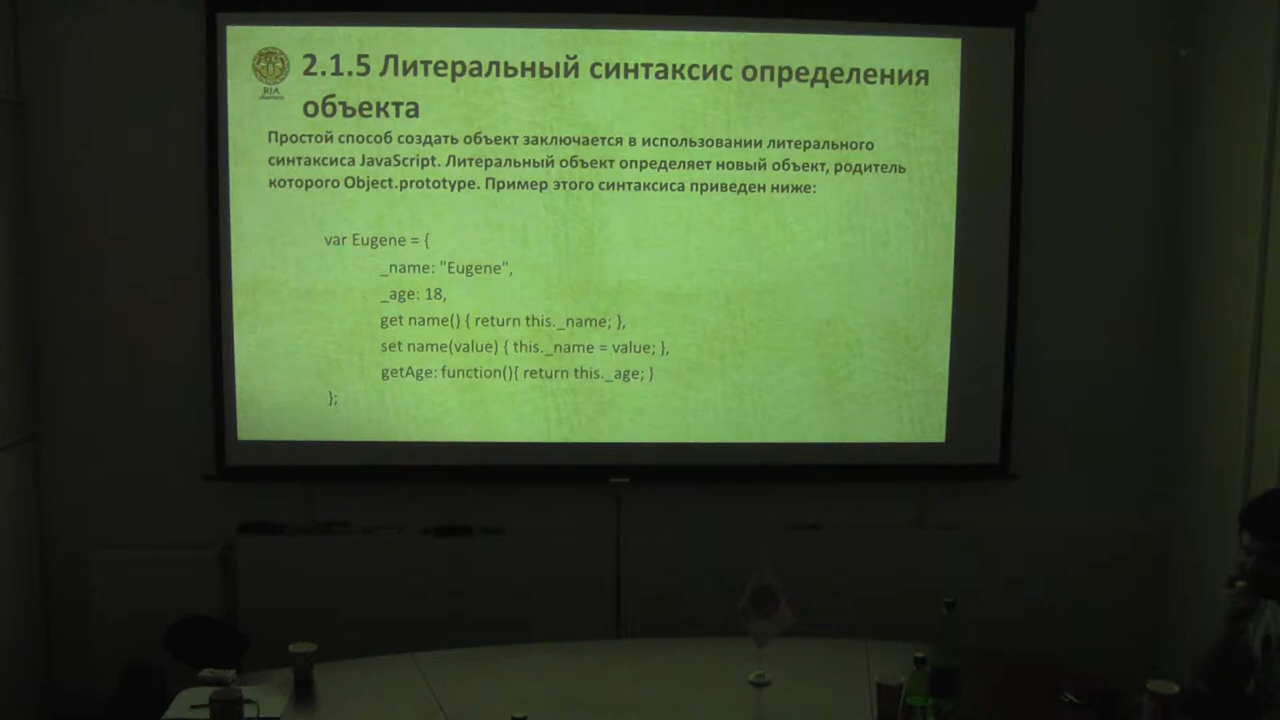 2.1.5 Литеральный синтаксис определения
объекта
RIA
Простой способ создать объект заключается в использовании литерального
синтаксиса JavaScript. Литеральный объект определяет новый объект, родитель
которого Object.prototype. Пример этого синтаксиса приведен ниже:
var Eugene = {
_name: "Eugene",
_age: 18,
get name() { return this._name; },
set name(value) { this._name = value; },
getAge: function(){ return this._age; }
};